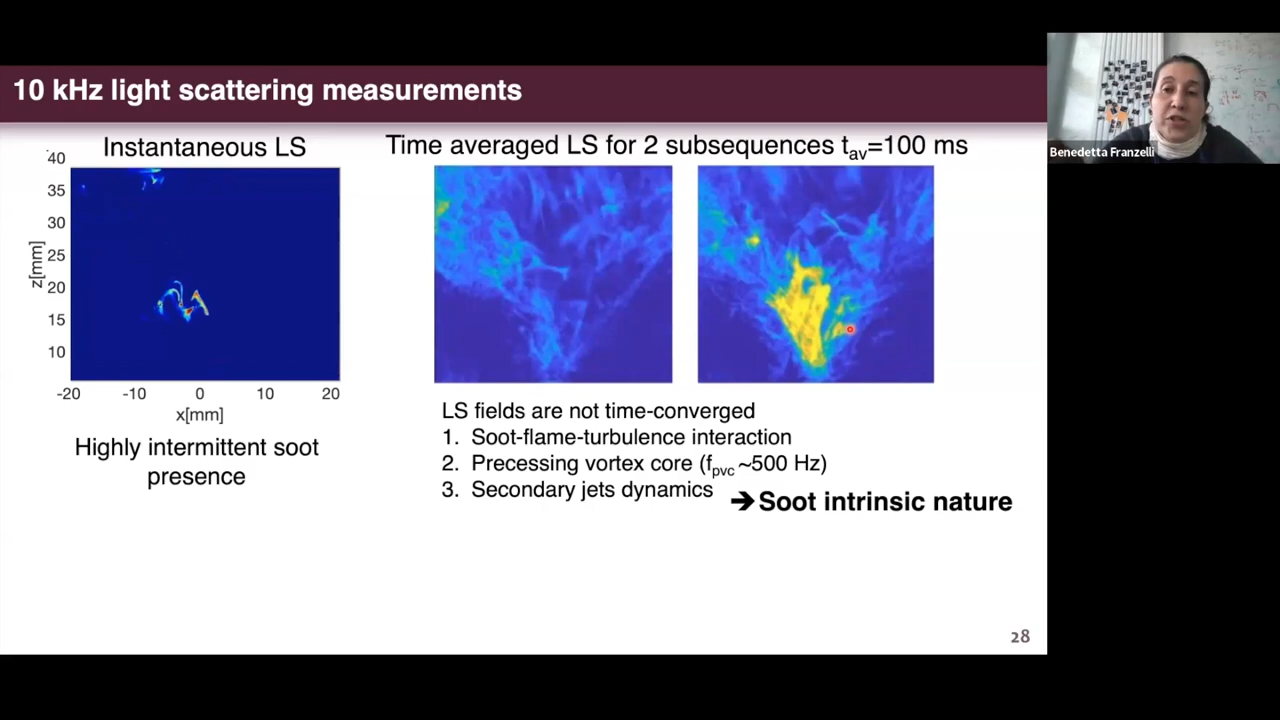 10 kHz light scattering measurements
Instantaneous LS
Time averaged LS for 2 subsequences tav=100 ms
40
35
30
25
20
15
10
z[mm]
-20 -10 0 10 20
x[mm]
Highly intermittent soot
presence
LS fields are not time-converged
1. Soot-flame-turbulence interaction
2. Precessing vortex core (fpvc ~500 Hz)
3. Secondary jets dynamics
➔ Soot intrinsic nature
28
Benedetta Franzelli